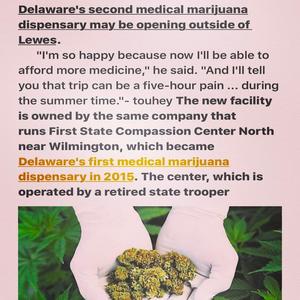 Delaware's second medical marijuana
dispensary may be opening outside of
Lewes.
"I'm so happy because now I'll be able to
afford more medicine," he said. "And I'll tell
you that trip can be a five-hour pain ... during
the summer time."- touhey The new facility
is owned by the same company that
runs First State Compassion Center North
near Wilmington, which became
Delaware's first medical marijuana
dispensary in 2015. The center, which is
operated by a retired state trooper